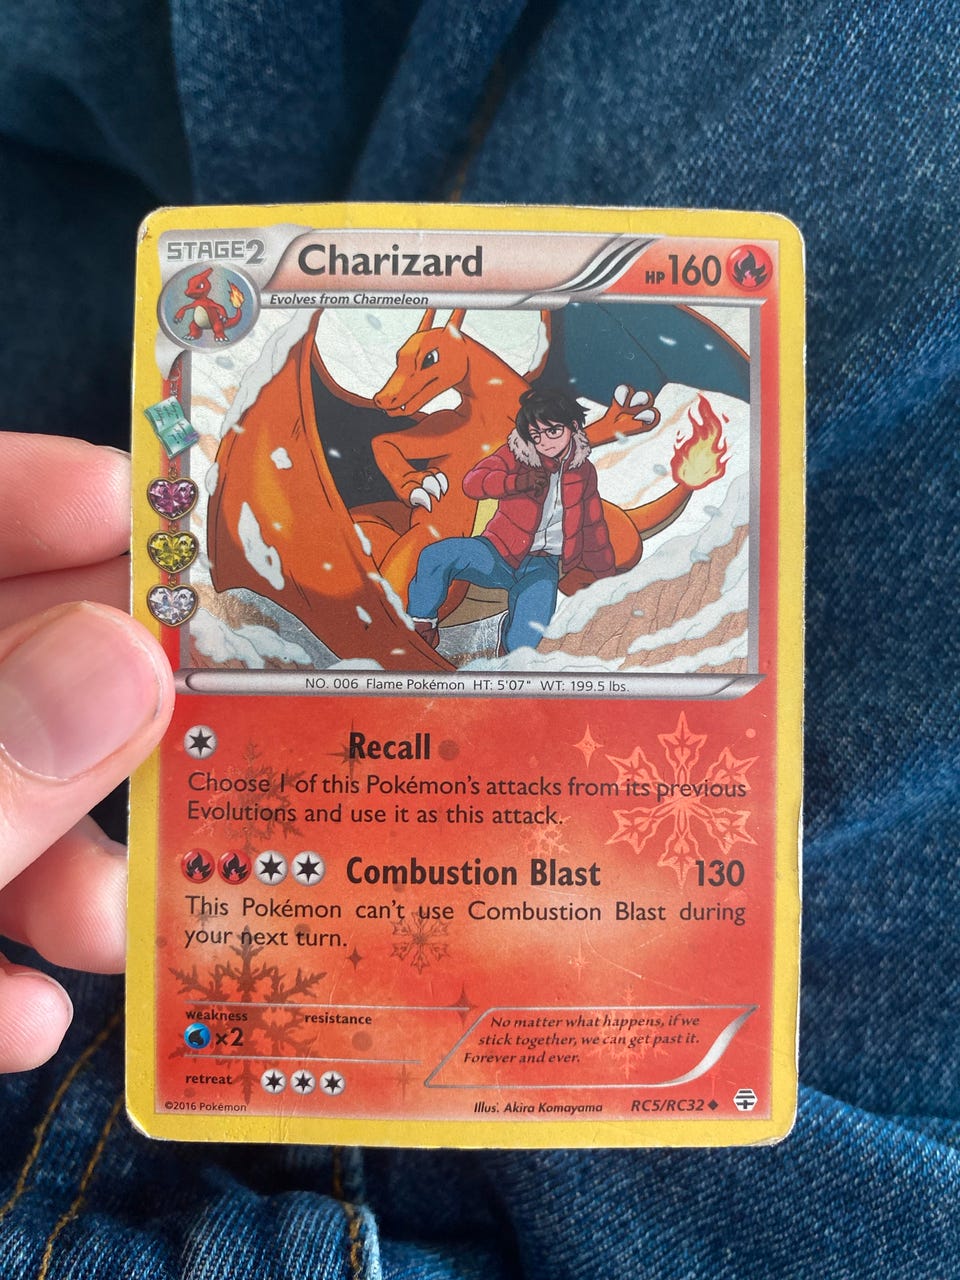 STAGE2
Charizard
HP 160
Evolves from Charmeleon
NO. 006 Flame Pokémon HT: 5'07" WT: 199.5 lbs.
Recall
Choose 1 of this Pokémon's attacks from its previous
Evolutions and use it as this attack.
Combustion Blast 130
This Pokémon can't use Combustion Blast during
your next turn.
weakness
×2
resistance
retreat
No matter what happens, if we
stick together, we can get past it.
Forever and ever.
©2016 Pokémon
Illus. Akira Komayama
RC5/RC32